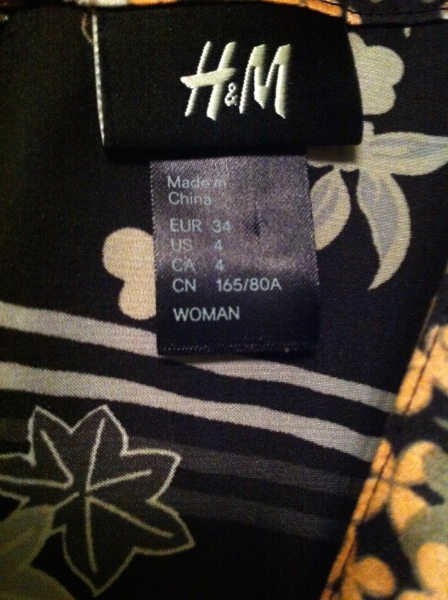 H&M
Made in
China
EUR 34
US 4
CA 4
CN 165/80A
WOMAN